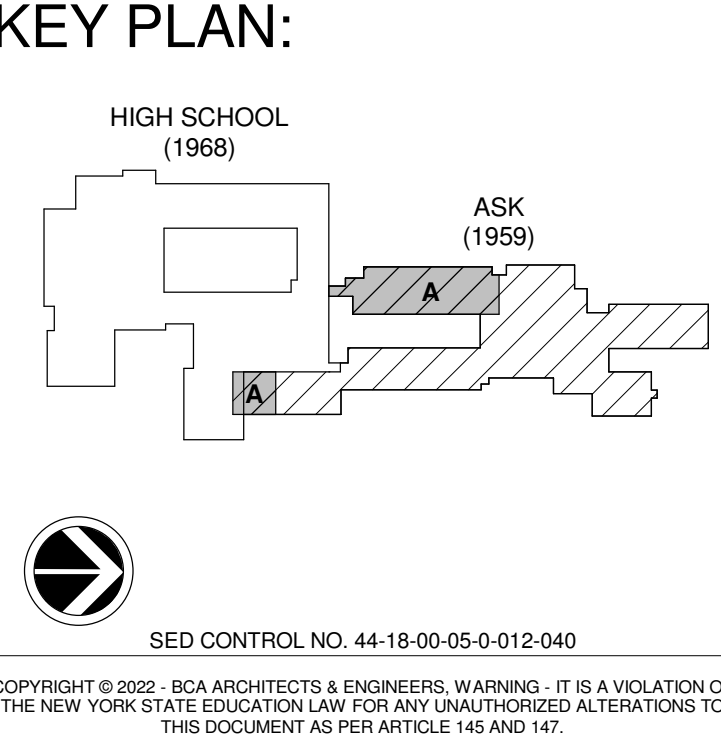 KEY PLAN:
HIGH SCHOOL
(1968)
ASK
(1959)
A
A
SED CONTROL NO. 44-18-00-05-0-012-040
COPYRIGHT © 2022 - BCA ARCHITECTS & ENGINEERS, WARNING - IT IS A VIOLATION O
THE NEW YORK STATE EDUCATION LAW FOR ANY UNAUTHORIZED ALTERATIONS TO
THIS DOCUMENT AS PER ARTICLE 145 AND 147.